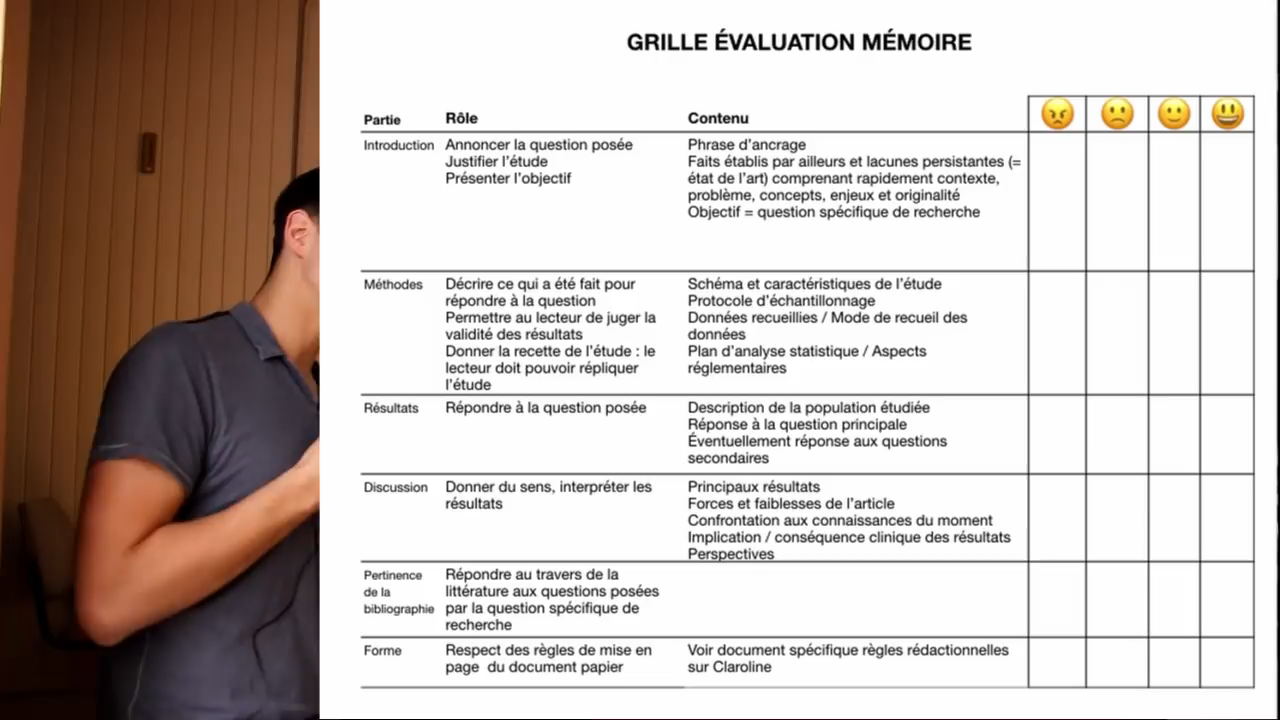 GRILLE ÉVALUATION MÉMOIRE
Partie Rôle Contenu 😠 🙁 🙂 😃
Introduction Annoncer la question posée Phrase d'ancrage
Justifier l'étude Faits établis par ailleurs et lacunes persistantes (=
Présenter l'objectif état de l'art) comprenant rapidement contexte,
problème, concepts, enjeux et originalité
Objectif = question spécifique de recherche
Méthodes Décrire ce qui a été fait pour Schéma et caractéristiques de l'étude
répondre à la question Protocole d'échantillonnage
Permettre au lecteur de juger la Données recueillies / Mode de recueil des
validité des résultats données
Donner la recette de l'étude : le Plan d'analyse statistique / Aspects
lecteur doit pouvoir répliquer réglementaires
l'étude
Résultats Répondre à la question posée Description de la population étudiée
Réponse à la question principale
Éventuellement réponse aux questions
secondaires
Discussion Donner du sens, interpréter les Principaux résultats
résultats Forces et faiblesses de l'article
Confrontation aux connaissances du moment
Implication / conséquence clinique des résultats
Perspectives
Pertinence Répondre au travers de la
de la littérature aux questions posées
bibliographie par la question spécifique de
recherche
Forme Respect des règles de mise en Voir document spécifique règles rédactionnelles
page du document papier sur Claroline